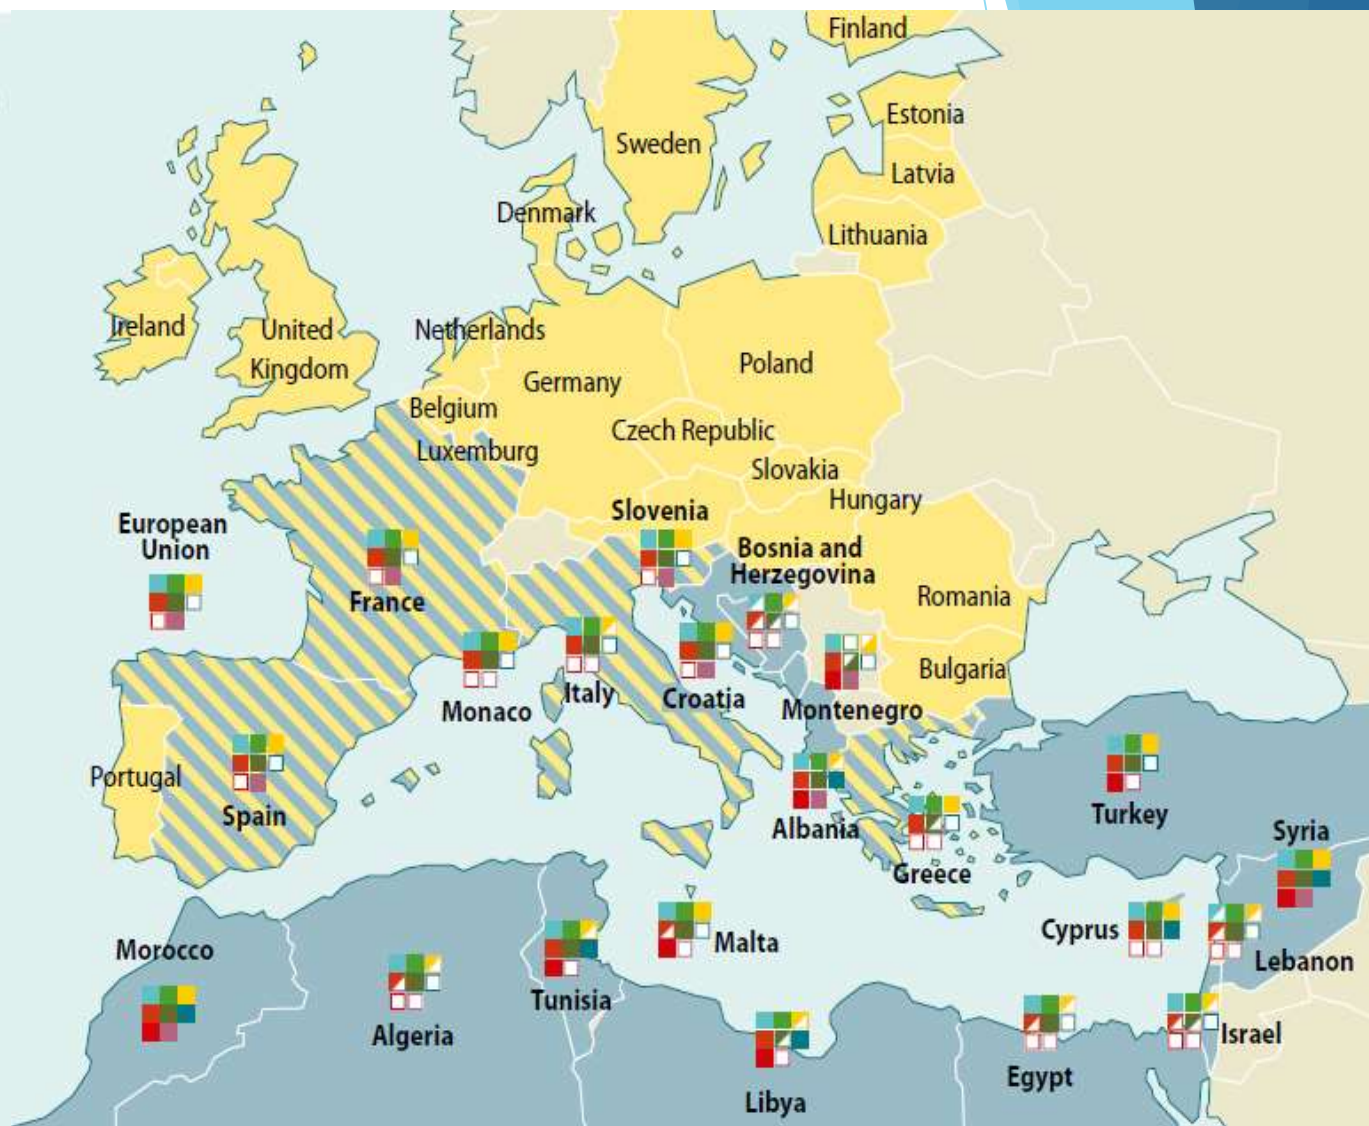 Finland
Estonia
Sweden
Latvia
Denmark
Lithuania
Ireland
United
Kingdom
Netherlands
Poland
Germany
Belgium
Czech Republic
Luxemburg
Slovakia
Hungary
Slovenia
European
Union
Bosnia and
Herzegovina
France
Romania
Bulgaria
Italy
Croatia
Monaco
Montenegro
Portugal
Spain
Albania
Turkey
Syria
Greece
Cyprus
Malta
Morocco
Lebanon
Tunisia
Algeria
Israel
Egypt
Libya